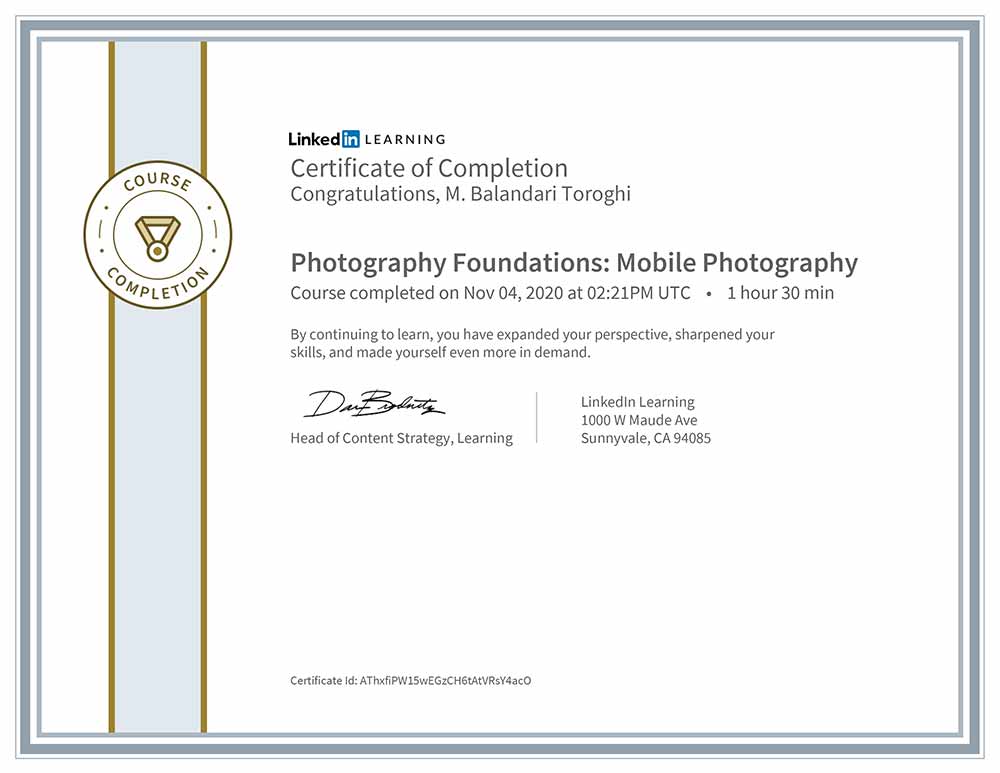 COURSE
COMPLETION
Linked in LEARNING
Certificate of Completion
Congratulations, M. Balandari Toroghi
Photography Foundations: Mobile Photography
Course completed on Nov 04, 2020 at 02:21PM UTC • 1 hour 30 min
By continuing to learn, you have expanded your perspective, sharpened your
skills, and made yourself even more in demand.
Head of Content Strategy, Learning
LinkedIn Learning
1000 W Maude Ave
Sunnyvale, CA 94085
Certificate Id: AThxfiPW15wEGzCH6tAtVRsY4acO